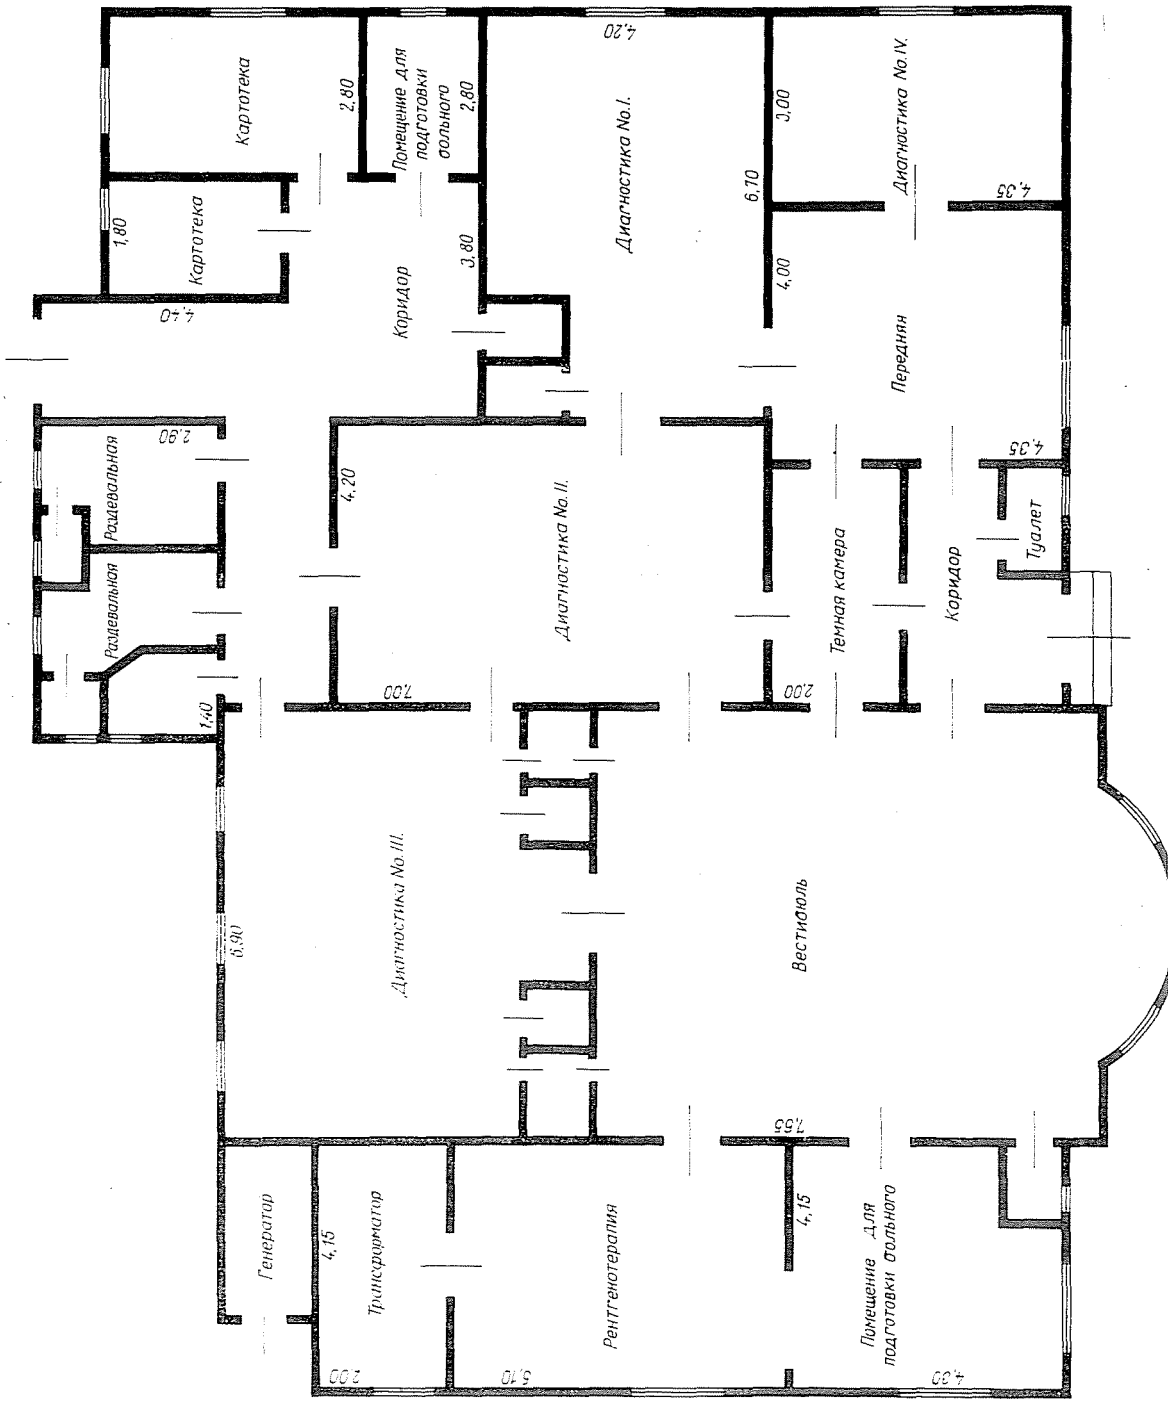 Картотека
2,80
Помещение для
подготовки
больного
2,80
4,20
Диагностика No.I.
6,70
3,00
Диагностика No.IV.
4,35
1,80
Картотека
4,40
Коридор
3,80
4,00
Передняя
4,35
2,90
Раздевальная
4,20
Диагностика No.II.
Раздевальная
1,40
7,00
2,00
Темная камера
Коридор
Туалет
6,90
Диагностика No.III.
Вестибюль
7,55
Генератор
4,15
Трансформатор
2,00
Рентгенотерапия
5,10
4,15
Помещение для
подготовки больного
4,30